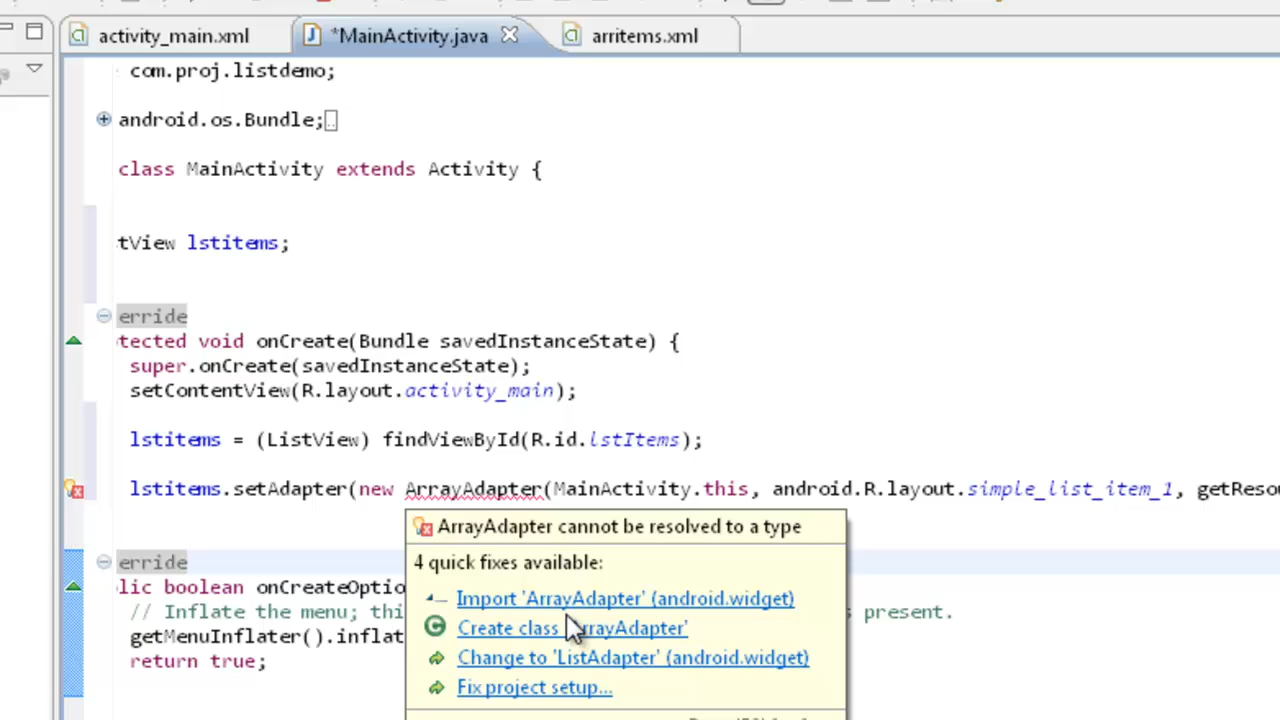 activity_main.xml *MainActivity.java arritems.xml
com.proj.listdemo;
android.os.Bundle;
class MainActivity extends Activity {
tView lstitems;
erride
tected void onCreate(Bundle savedInstanceState) {
super.onCreate(savedInstanceState);
setContentView(R.layout.activity_main);
lstitems = (ListView) findViewById(R.id.lstItems);
lstitems.setAdapter(new ArrayAdapter(MainActivity.this, android.R.layout.simple_list_item_1, getResou
ArrayAdapter cannot be resolved to a type
4 quick fixes available:
Import 'ArrayAdapter' (android.widget)
Create class 'ArrayAdapter'
Change to 'ListAdapter' (android.widget)
Fix project setup...
erride
lic boolean onCreateOptio
// Inflate the menu; thi s present.
getMenuInflater().inflat
return true;